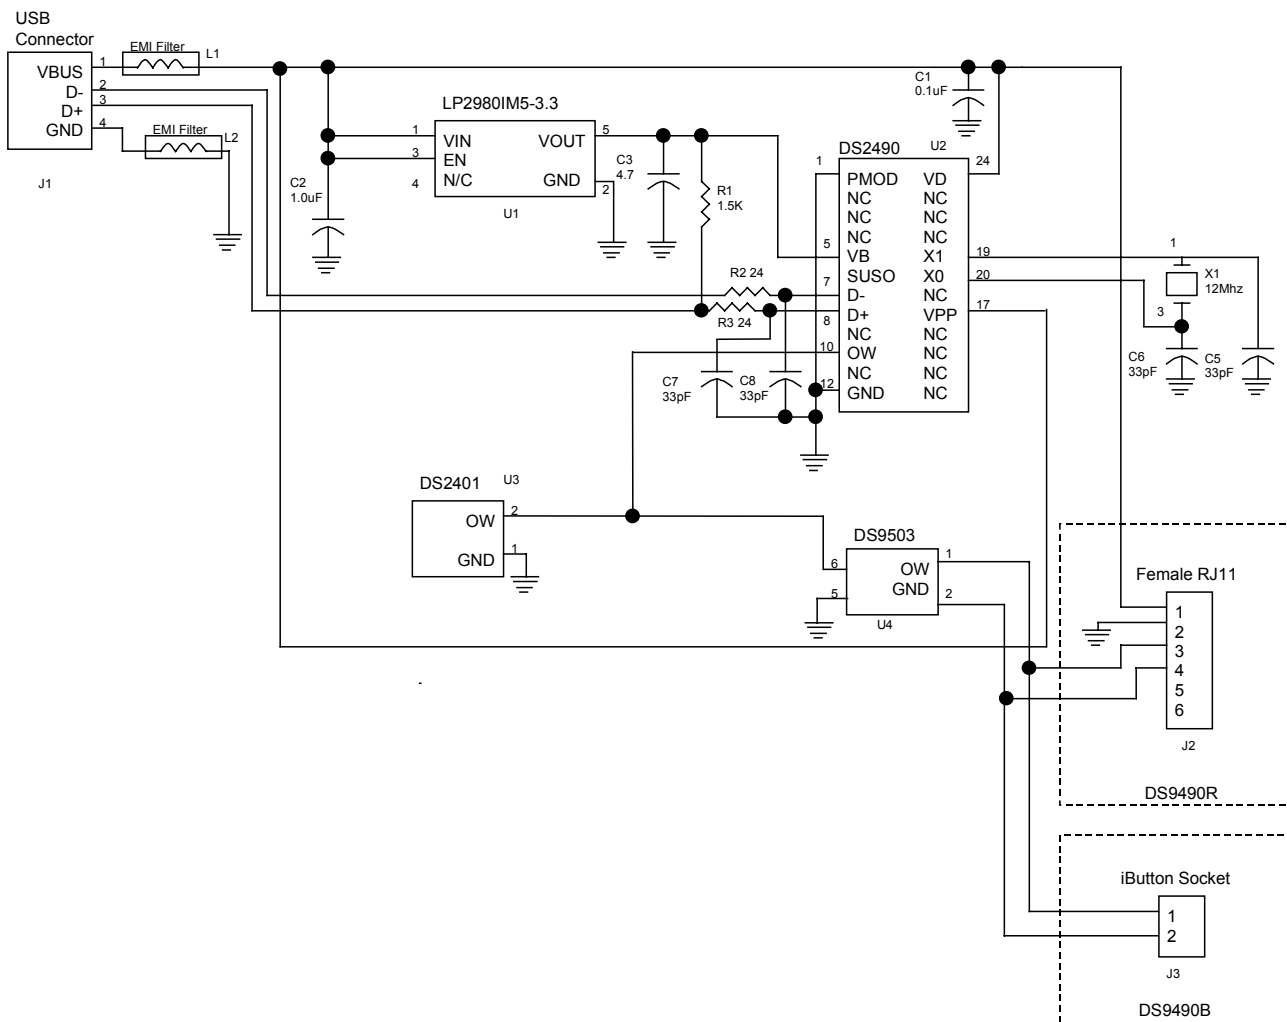 USB
Connector
VBUS
D-
D+
GND
1
2
3
4
J1
EMI Filter
L1
EMI Filter
L2
LP2980IM5-3.3
1
3
4
VIN
EN
N/C
VOUT
GND
5
2
U1
C2
1.0uF
C3
4.7
R1
1.5K
C1
0.1uF
DS2490
U2
1
5
7
8
10
12
PMOD
NC
NC
NC
VB
SUSO
D-
D+
NC
OW
NC
GND
VD
NC
NC
NC
X1
X0
NC
VPP
NC
NC
NC
NC
24
19
20
17
R2 24
R3 24
C7
33pF
C8
33pF
1
X1
12Mhz
3
C6
33pF
C5
33pF
DS2401
U3
OW
GND
2
1
DS9503
6
5
OW
GND
1
2
U4
Female RJ11
1
2
3
4
5
6
J2
DS9490R
iButton Socket
1
2
J3
DS9490B